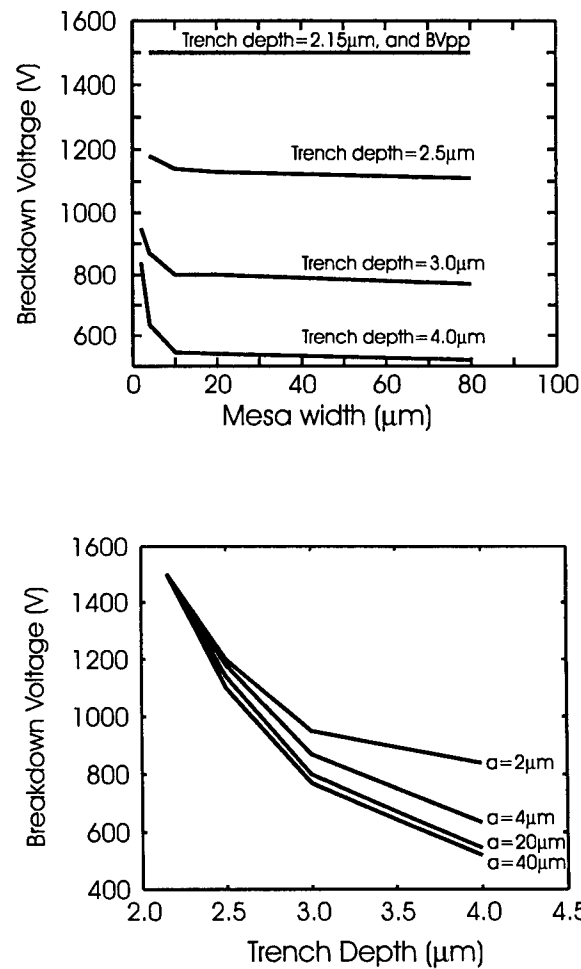 1600
Trench depth=2.15μm, and BVpp
1400
Trench depth=2.5μm
1200
1000
Trench depth=3.0μm
800
Trench depth=4.0μm
600
Breakdown Voltage (V)
0 20 40 60 80 100
Mesa width (μm)
1600
1400
1200
1000
800
600
400
Breakdown Voltage (V)
a=2μm
a=4μm
a=20μm
a=40μm
2.0 2.5 3.0 3.5 4.0 4.5
Trench Depth (μm)